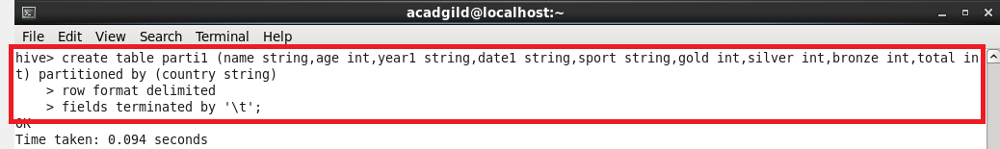 acadgild@localhost:~
File Edit View Search Terminal Help
hive> create table parti1 (name string,age int,year1 string,date1 string,sport string,gold int,silver int,bronze int,total in
t) partitioned by (country string)
    > row format delimited
    > fields terminated by '\t';
OK
Time taken: 0.094 seconds